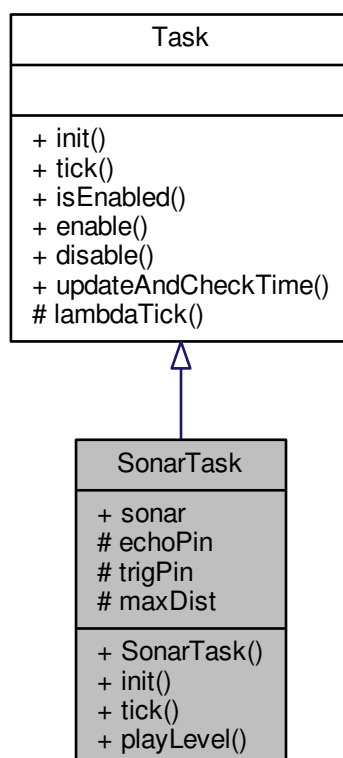 Task
+ init()
+ tick()
+ isEnabled()
+ enable()
+ disable()
+ updateAndCheckTime()
# lambdaTick()
SonarTask
+ sonar
# echoPin
# trigPin
# maxDist
+ SonarTask()
+ init()
+ tick()
+ playLevel()